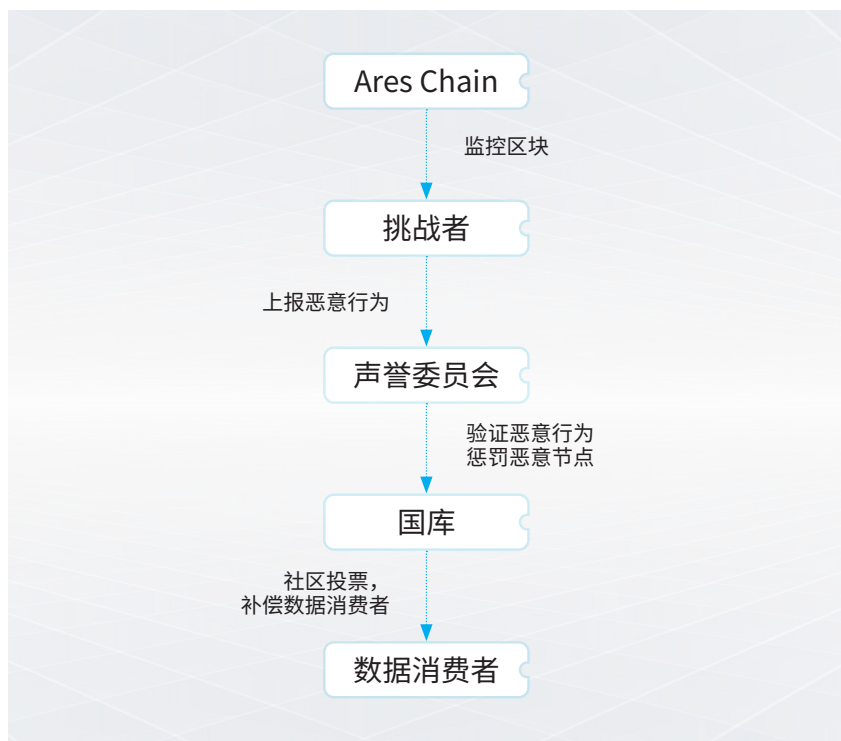 Ares Chain
监控区块
挑战者
上报恶意行为
声誉委员会
验证恶意行为
惩罚恶意节点
国库
社区投票，
补偿数据消费者
数据消费者